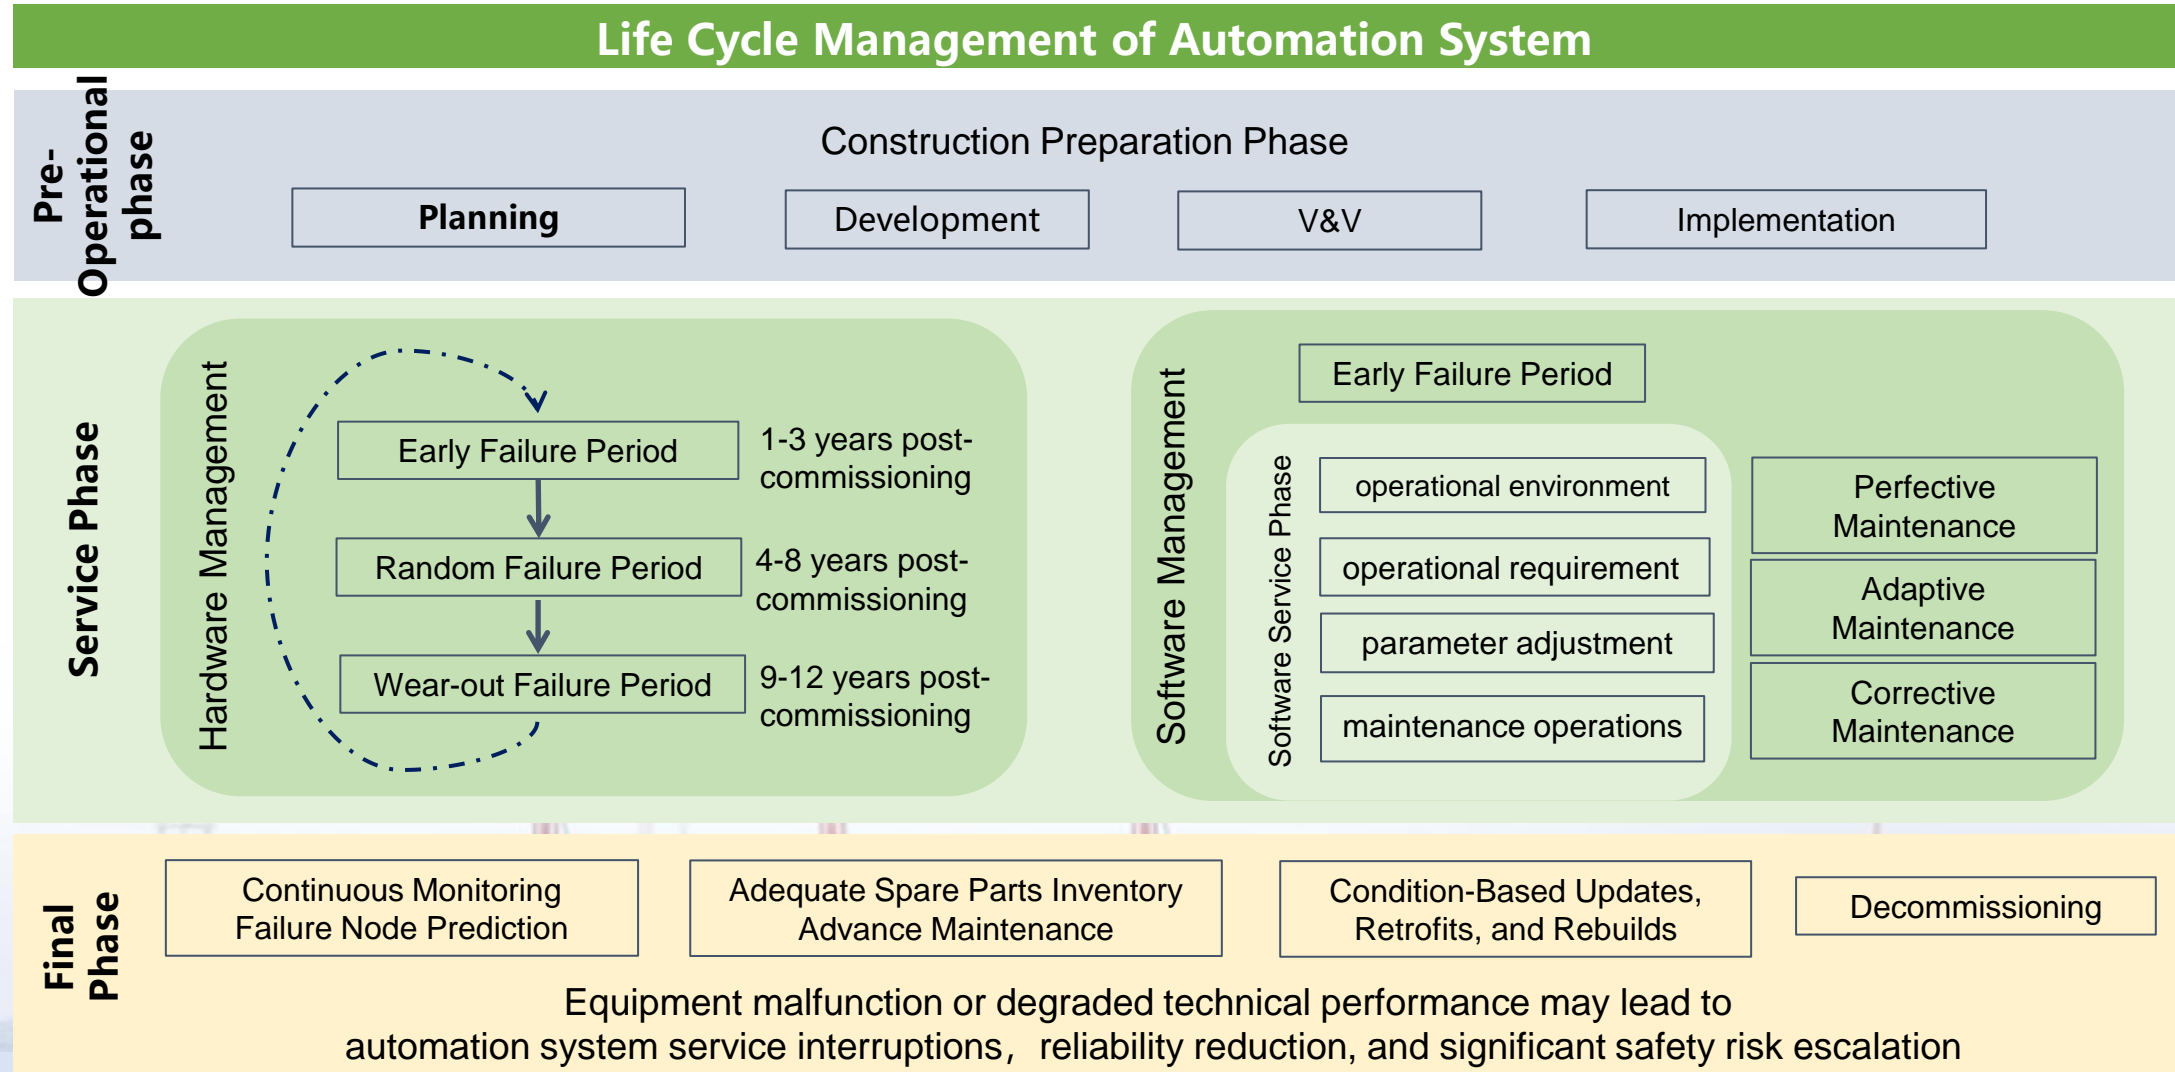 Life Cycle Management of Automation System
Pre-
Operational
phase
Construction Preparation Phase
Planning
Development
V&V
Implementation
Service Phase
Hardware Management
Early Failure Period
1-3 years post-
commissioning
Random Failure Period
4-8 years post-
commissioning
Wear-out Failure Period
9-12 years post-
commissioning
Software Management
Early Failure Period
Software Service Phase
operational environment
operational requirement
parameter adjustment
maintenance operations
Perfective
Maintenance
Adaptive
Maintenance
Corrective
Maintenance
Final
Phase
Continuous Monitoring
Failure Node Prediction
Adequate Spare Parts Inventory
Advance Maintenance
Condition-Based Updates,
Retrofits, and Rebuilds
Decommissioning
Equipment malfunction or degraded technical performance may lead to
automation system service interruptions，reliability reduction, and significant safety risk escalation